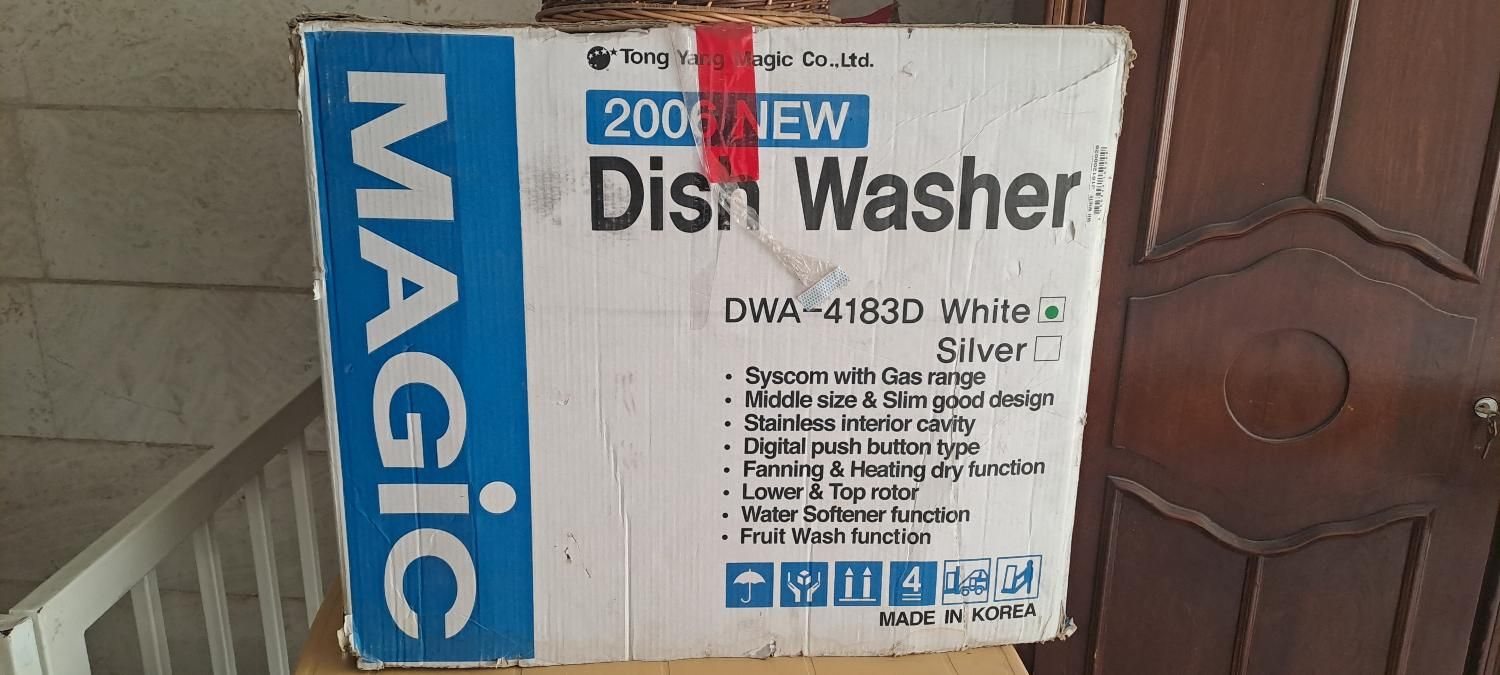 MAGiC
Tong Yang Magic Co.,Ltd.
2006 NEW
Dish Washer
DWA-4183D White
Silver
• Syscom with Gas range
• Middle size & Slim good design
• Stainless interior cavity
• Digital push button type
• Fanning & Heating dry function
• Lower & Top rotor
• Water Softener function
• Fruit Wash function
4
MADE IN KOREA